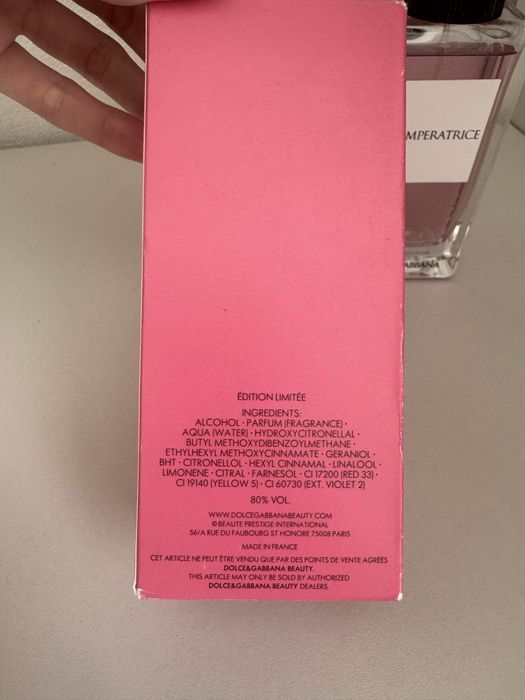 MPERATRICE
GABBANA
ÉDITION LIMITÉE
INGREDIENTS:
ALCOHOL • PARFUM (FRAGRANCE) •
AQUA (WATER) • HYDROXYCITRONELLAL •
BUTYL METHOXYDIBENZOYLMETHANE •
ETHYLHEXYL METHOXYCINNAMATE • GERANIOL •
BHT • CITRONELLOL • HEXYL CINNAMAL • LINALOOL •
LIMONENE • CITRAL • FARNESOL • CI 17200 (RED 33) •
CI 19140 (YELLOW 5) • CI 60730 (EXT. VIOLET 2)
80% VOL.
WWW.DOLCEGABBANABEAUTY.COM
© BEAUTE PRESTIGE INTERNATIONAL
56/A RUE DU FAUBOURG ST HONORE 75008 PARIS
MADE IN FRANCE
CET ARTICLE NE PEUT ÊTRE VENDU QUE PAR DES POINTS DE VENTE AGRÉÉS
DOLCE&GABBANA BEAUTY.
THIS ARTICLE MAY ONLY BE SOLD BY AUTHORIZED
DOLCE&GABBANA BEAUTY DEALERS.